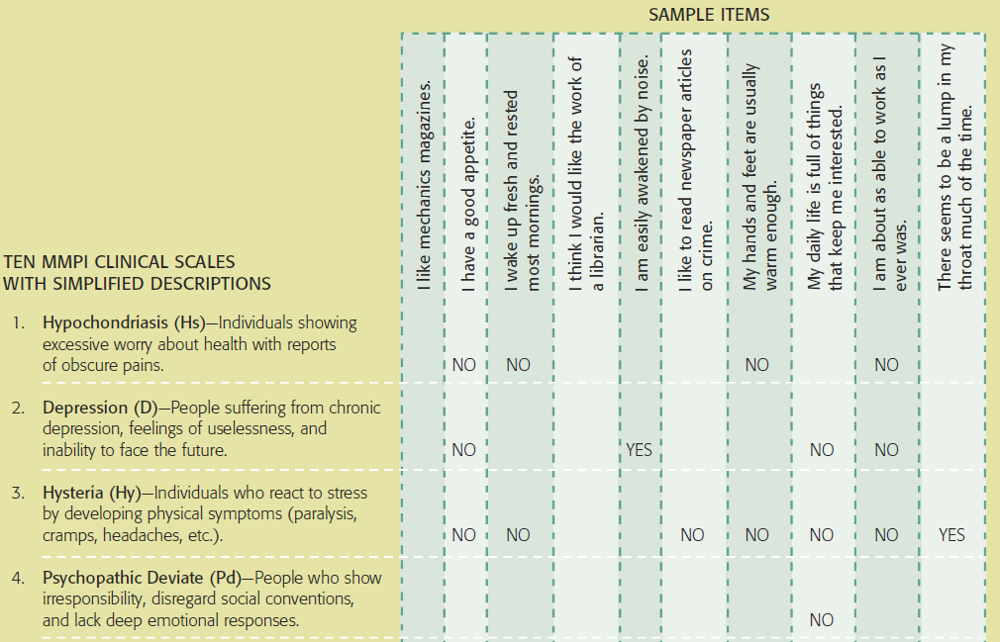 SAMPLE ITEMS
I like mechanics magazines.
I have a good appetite.
I wake up fresh and rested
most mornings.
I think I would like the work of
a librarian.
I am easily awakened by noise.
I like to read newspaper articles
on crime.
My hands and feet are usually
warm enough.
My daily life is full of things
that keep me interested.
I am about as able to work as I
ever was.
There seems to be a lump in my
throat much of the time.
TEN MMPI CLINICAL SCALES
WITH SIMPLIFIED DESCRIPTIONS
1. Hypochondriasis (Hs)—Individuals showing
excessive worry about health with reports
of obscure pains. NO NO NO NO
2. Depression (D)—People suffering from chronic
depression, feelings of uselessness, and
inability to face the future. NO YES NO NO
3. Hysteria (Hy)—Individuals who react to stress
by developing physical symptoms (paralysis,
cramps, headaches, etc.). NO NO NO NO NO NO YES
4. Psychopathic Deviate (Pd)—People who show
irresponsibility, disregard social conventions,
and lack deep emotional responses. NO